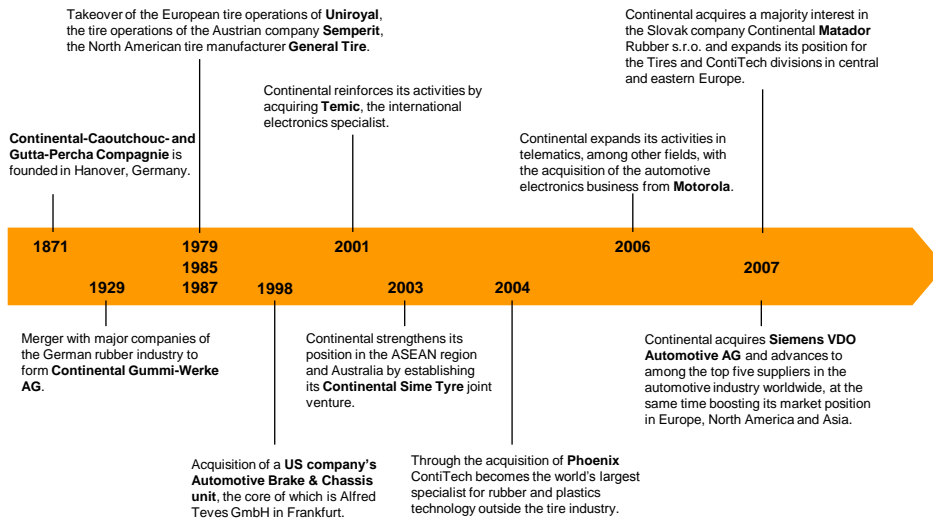 Takeover of the European tire operations of Uniroyal,
the tire operations of the Austrian company Semperit,
the North American tire manufacturer General Tire.
Continental acquires a majority interest in
the Slovak company Continental Matador
Rubber s.r.o. and expands its position for
the Tires and ContiTech divisions in central
and eastern Europe.
Continental reinforces its activities by
acquiring Temic, the international
electronics specialist.
Continental-Caoutchouc- and
Gutta-Percha Compagnie is
founded in Hanover, Germany.
Continental expands its activities in
telematics, among other fields, with
the acquisition of the automotive
electronics business from Motorola.
1871
1979
2001
2006
1985
2007
1929
1987
1998
2003
2004
Merger with major companies of
the German rubber industry to
form Continental Gummi-Werke
AG.
Continental strengthens its
position in the ASEAN region
and Australia by establishing
its Continental Sime Tyre joint
venture.
Continental acquires Siemens VDO
Automotive AG and advances to
among the top five suppliers in the
automotive industry worldwide, at the
same time boosting its market position
in Europe, North America and Asia.
Acquisition of a US company's
Automotive Brake & Chassis
unit, the core of which is Alfred
Teves GmbH in Frankfurt.
Through the acquisition of Phoenix
ContiTech becomes the world's largest
specialist for rubber and plastics
technology outside the tire industry.